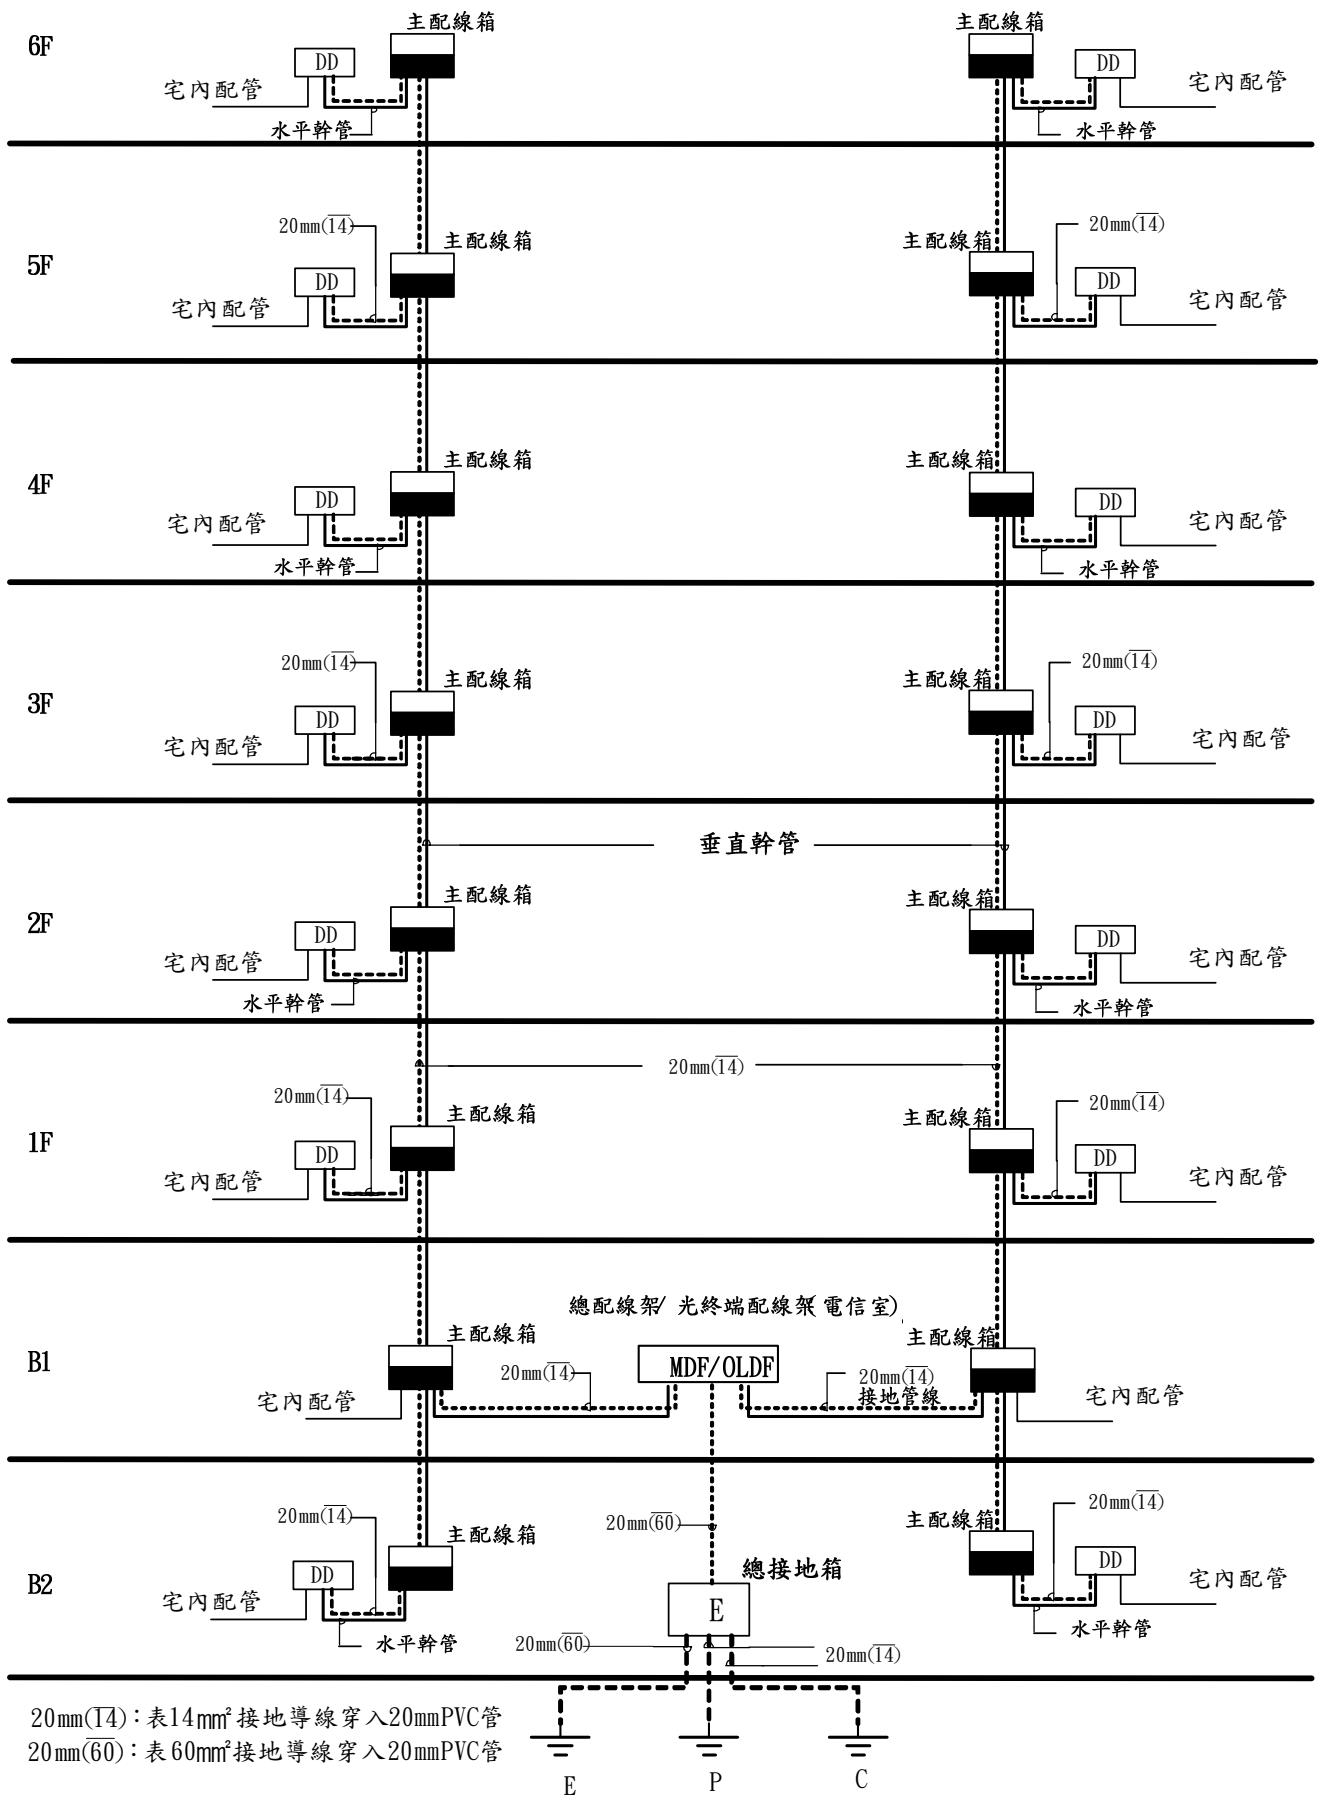 主配線箱 主配線箱
6F
DD DD
宅內配管 宅內配管
水平幹管 水平幹管
20mm(14) 20mm(14)
主配線箱 主配線箱
5F
DD DD
宅內配管 宅內配管
主配線箱 主配線箱
4F
DD DD
宅內配管 宅內配管
水平幹管 水平幹管
20mm(14) 20mm(14)
主配線箱 主配線箱
3F
DD DD
宅內配管 宅內配管
垂直幹管
主配線箱 主配線箱
2F
DD DD
宅內配管 宅內配管
水平幹管 水平幹管
20mm(14)
20mm(14) 20mm(14)
主配線箱 主配線箱
1F
DD DD
宅內配管 宅內配管
總配線架/光終端配線架(電信室)
主配線箱 主配線箱
B1
MDF/OLDF
20mm(14) 20mm(14)
接地管線
宅內配管 宅內配管
20mm(14) 20mm(14)
主配線箱 20mm(60) 主配線箱
總接地箱
B2
DD DD
宅內配管 E 宅內配管
水平幹管 水平幹管
20mm(60) 20mm(14)
20mm(14):表14mm²接地導線穿入20mmPVC管
20mm(60):表60mm²接地導線穿入20mmPVC管
E P C